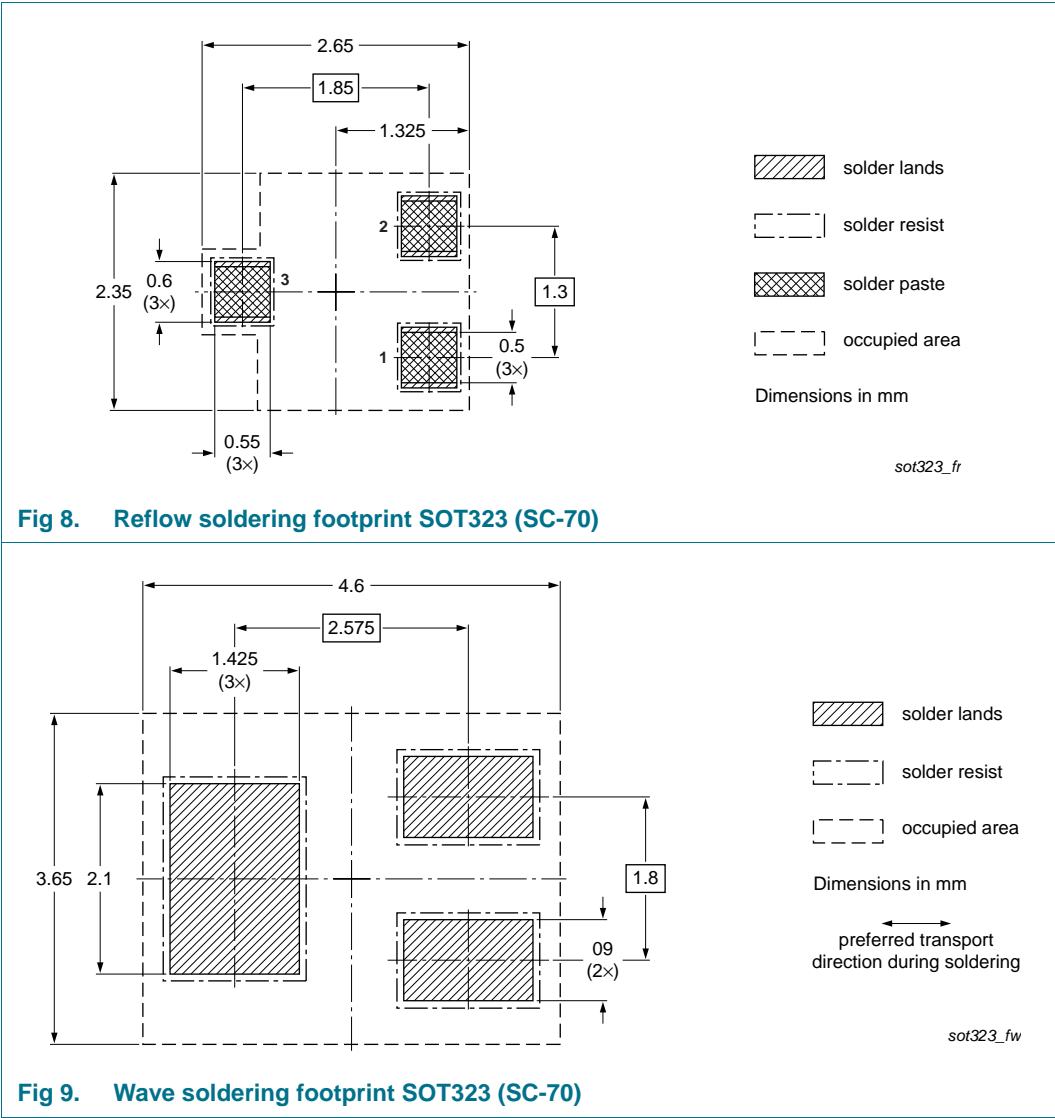 2.65
1.85
1.325
solder lands
2
solder resist
0.6
(3×)
3
2.35
1.3
solder paste
0.5
(3×)
1
occupied area
Dimensions in mm
0.55
(3×)
sot323_fr
Fig 8. Reflow soldering footprint SOT323 (SC-70)
4.6
2.575
1.425
(3×)
solder lands
solder resist
occupied area
3.65
2.1
1.8
Dimensions in mm
09
(2×)
preferred transport
direction during soldering
sot323_fw
Fig 9. Wave soldering footprint SOT323 (SC-70)